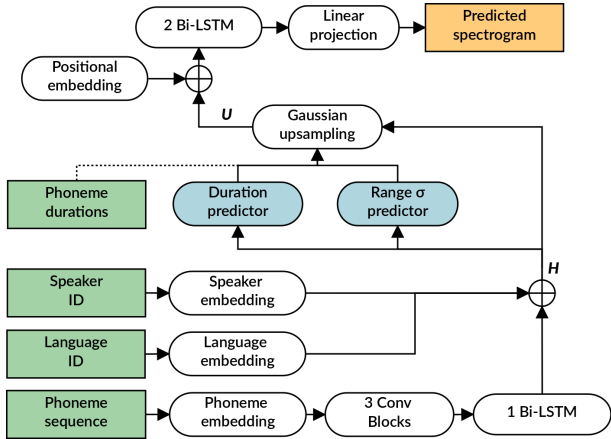 2 Bi-LSTM
Linear
projection
Predicted
spectrogram
Positional
embedding
U
Gaussian
upsampling
Phoneme
durations
Duration
predictor
Range σ
predictor
H
Speaker
ID
Speaker
embedding
Language
ID
Language
embedding
Phoneme
sequence
Phoneme
embedding
3 Conv
Blocks
1 Bi-LSTM